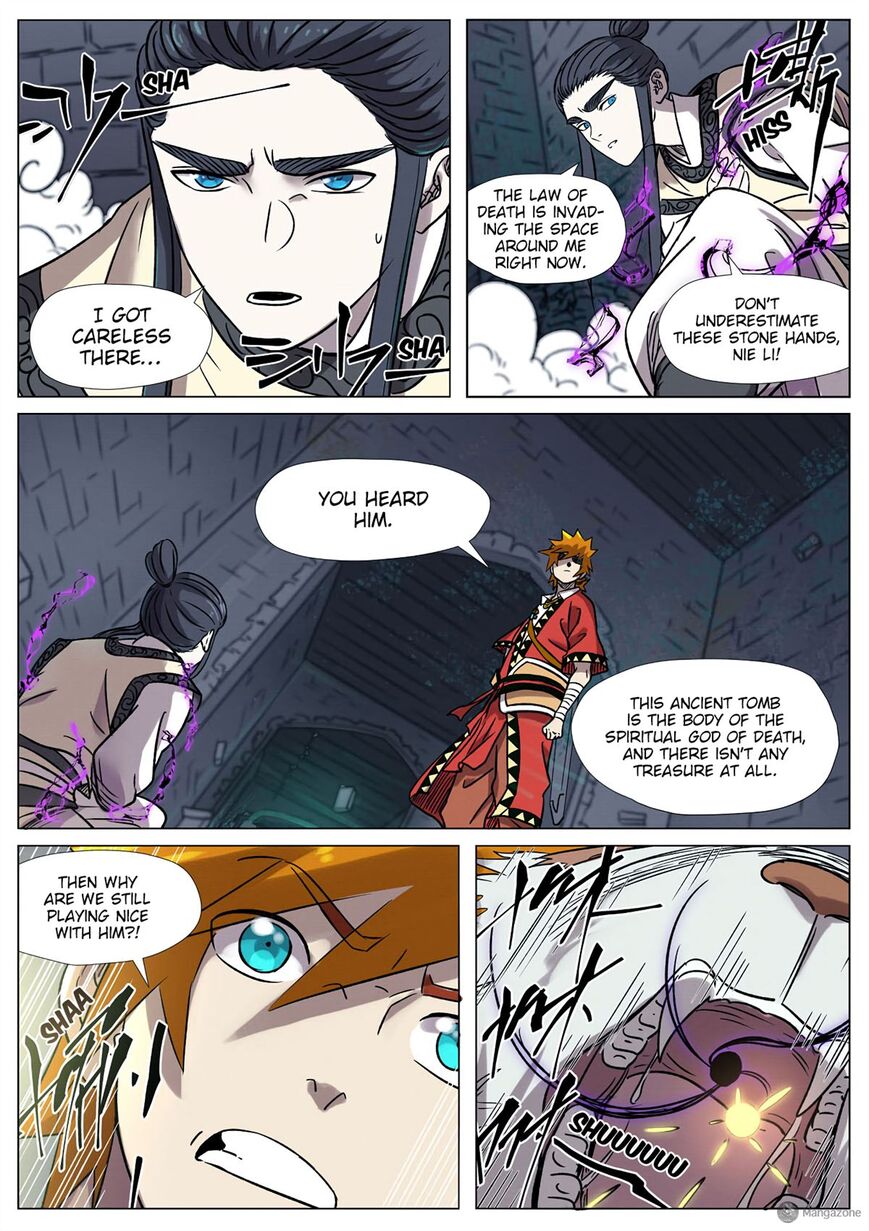 SHA
I GOT
CARELESS
THERE...
SHA
HISS
THE LAW OF
DEATH IS INVAD-
ING THE SPACE
AROUND ME
RIGHT NOW.
DON'T
UNDERESTIMATE
THESE STONE HANDS,
NIE LI!
YOU HEARD
HIM.
THIS ANCIENT TOMB
IS THE BODY OF THE
SPIRITUAL GOD OF DEATH,
AND THERE ISN'T ANY
TREASURE AT ALL.
THEN WHY
ARE WE STILL
PLAYING NICE
WITH HIM?!
SHAA
SHUUUUUU
Mangazone